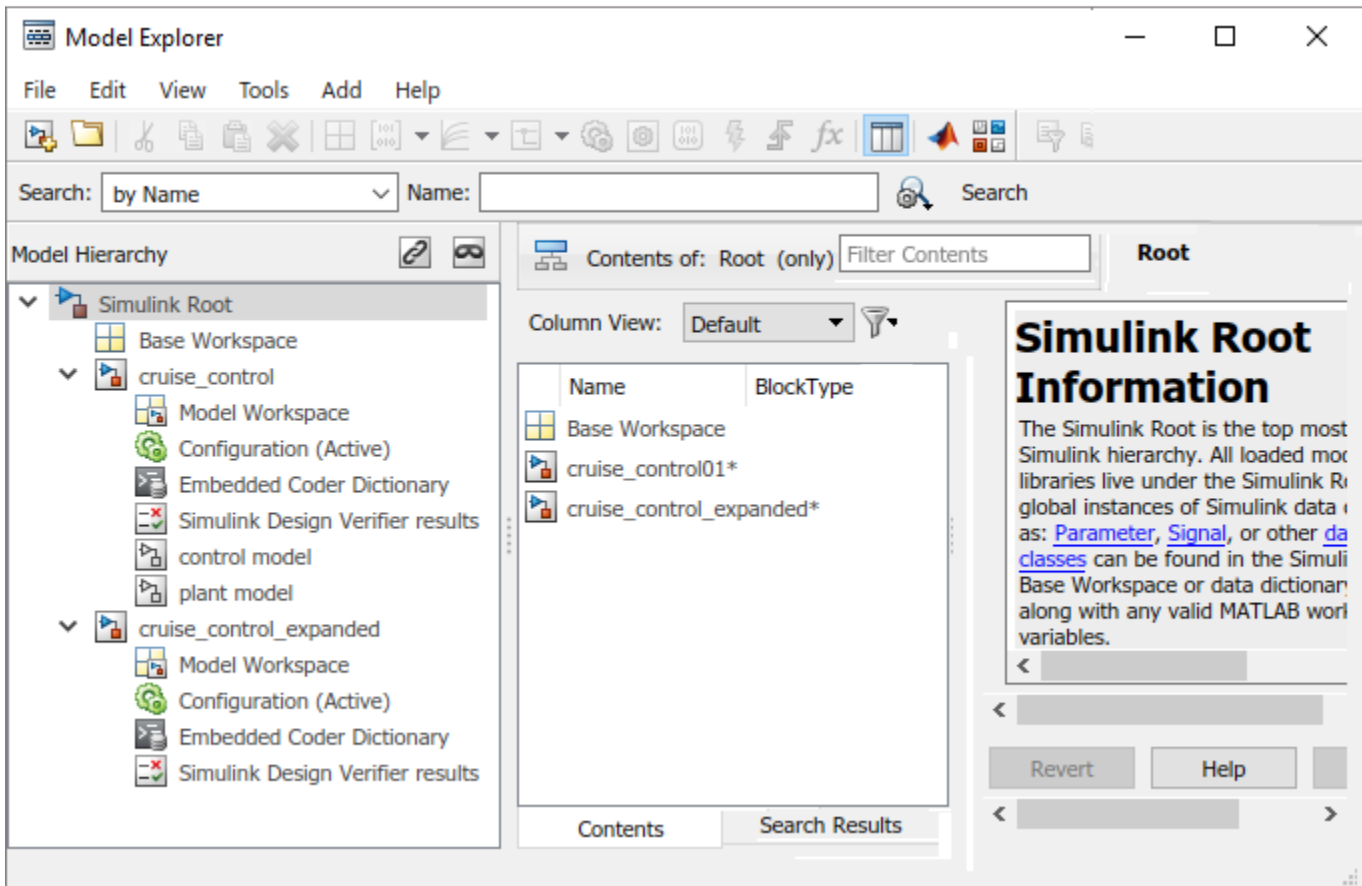 Model Explorer
File Edit View Tools Add Help
fx
Search: by Name Name: Search
Model Hierarchy
Simulink Root
Base Workspace
cruise_control
Model Workspace
Configuration (Active)
Embedded Coder Dictionary
Simulink Design Verifier results
control model
plant model
cruise_control_expanded
Model Workspace
Configuration (Active)
Embedded Coder Dictionary
Simulink Design Verifier results
Contents of: Root (only) Filter Contents
Column View: Default
Name BlockType
Base Workspace
cruise_control01*
cruise_control_expanded*
Contents Search Results
Root
Simulink Root
Information
The Simulink Root is the top most
Simulink hierarchy. All loaded
libraries live under the Simulink
global instances of Simulink data
as: Parameter, Signal, or other
classes can be found in the
Base Workspace or data
along with any valid MATLAB
variables.
Revert Help